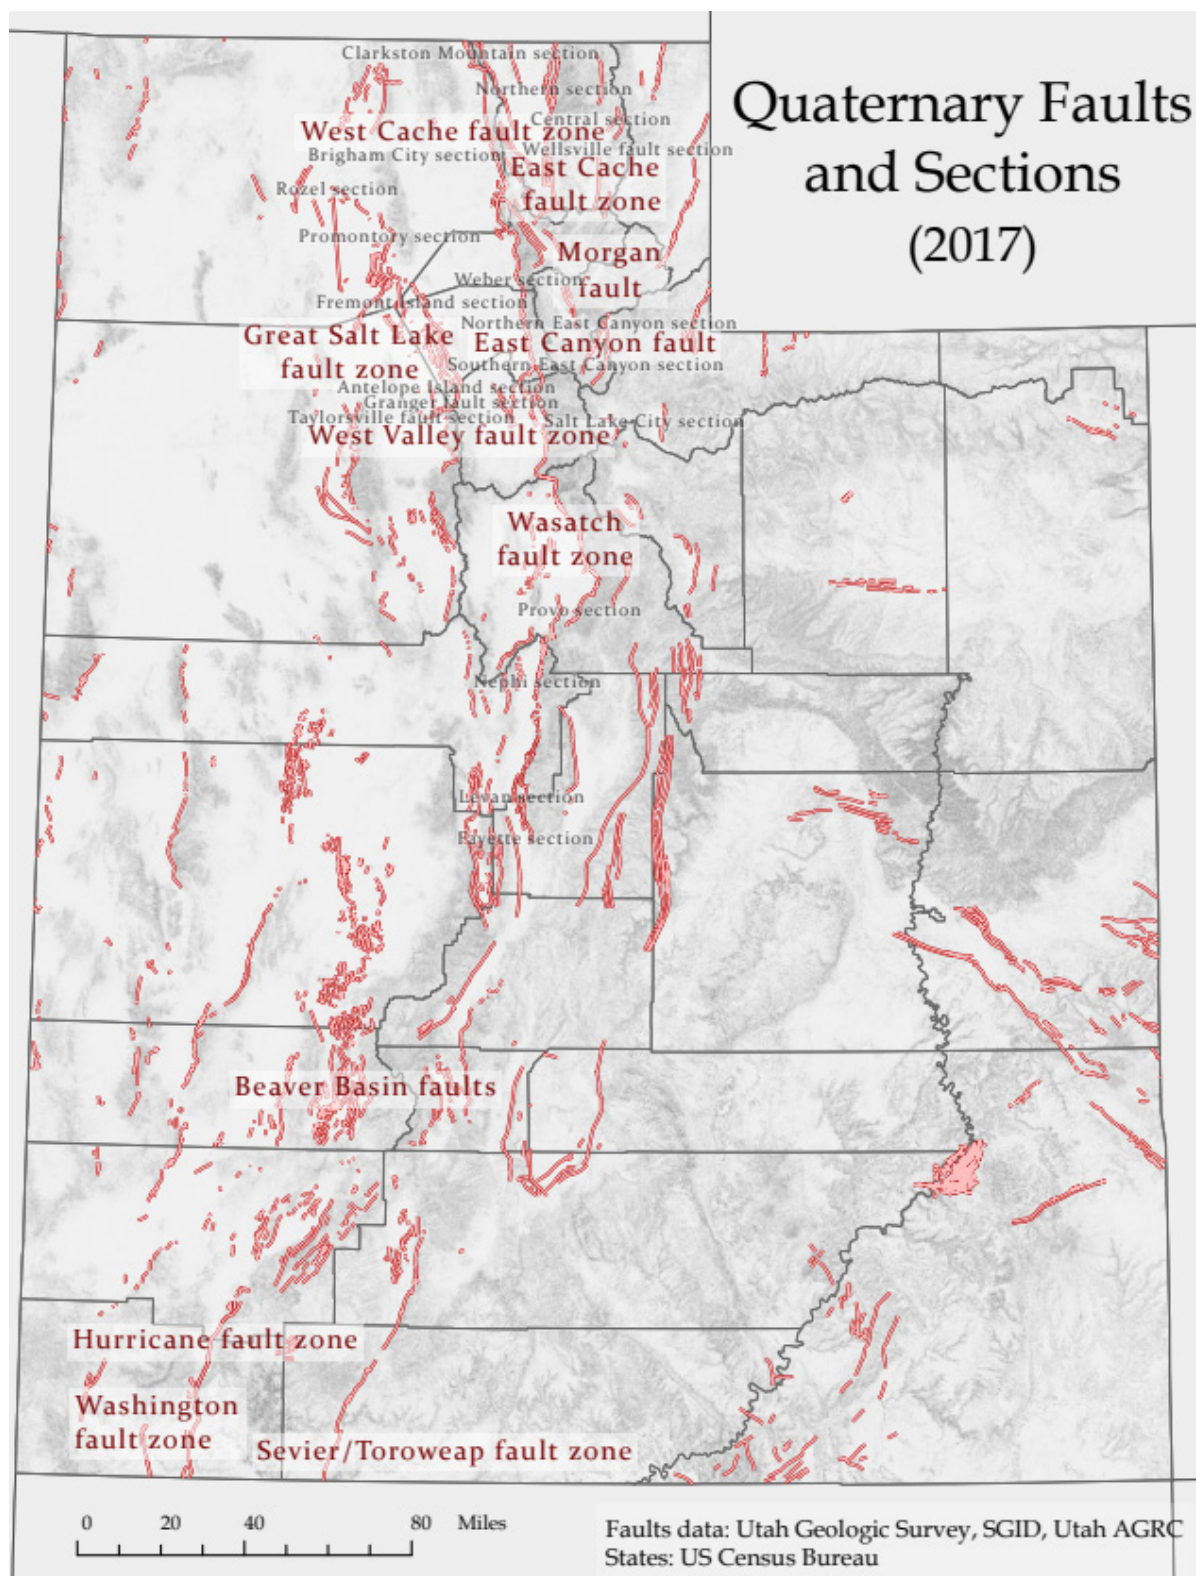 Quaternary Faults
and Sections
(2017)
Clarkston Mountain section
Northern section
Central section
West Cache fault zone
Wellsville fault section
Brigham City section
East Cache
fault zone
Rozel section
Promontory section
Morgan
fault
Weber section
Fremont Island section
Northern East Canyon section
Great Salt Lake
fault zone
East Canyon fault
Southern East Canyon section
Antelope Island section
Granger fault section
Taylorsville fault section
Salt Lake City section
West Valley fault zone
Wasatch
fault zone
Provo section
Nephi section
Levan section
Fayette section
Beaver Basin faults
Hurricane fault zone
Washington
fault zone
Sevier/Toroweap fault zone
0 20 40 80 Miles
Faults data: Utah Geologic Survey, SGID, Utah AGRC
States: US Census Bureau